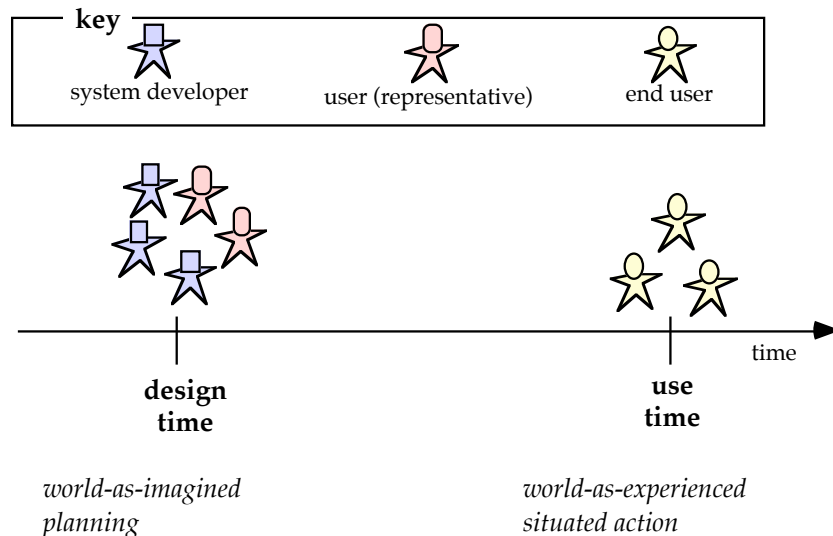 key
system developer
user (representative)
end user
time
design
time
use
time
world-as-imagined
planning
world-as-experienced
situated action